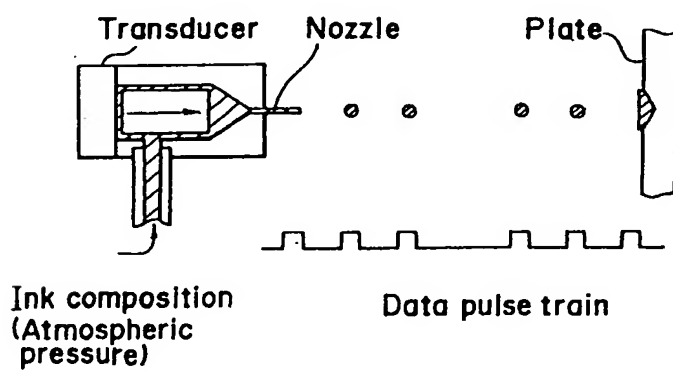 Transducer Nozzle Plate
Ink composition
(Atmospheric
pressure)
Data pulse train